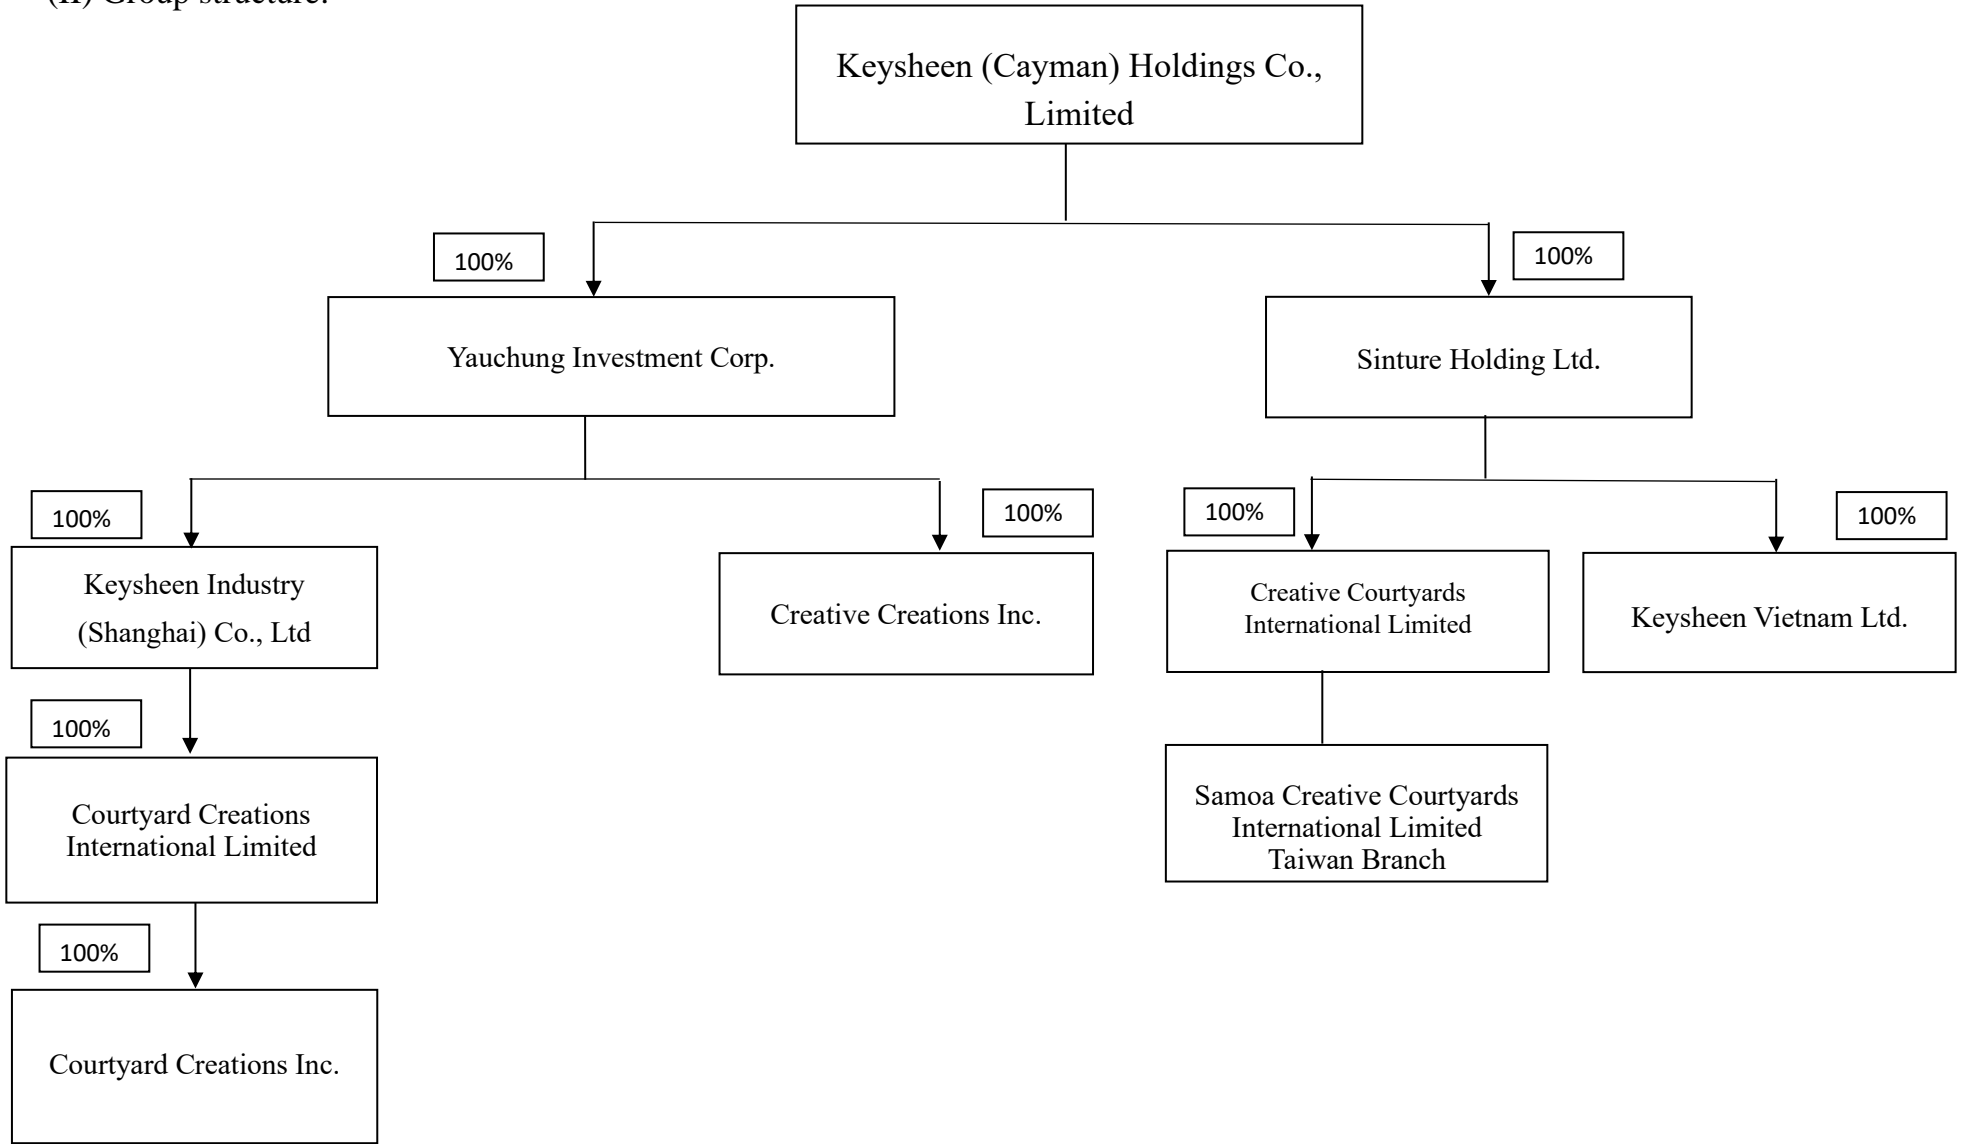 (II) Group structure:
Keysheen (Cayman) Holdings Co.,
Limited
100%
100%
Yauchung Investment Corp.
Sinture Holding Ltd.
100%
100%
100%
100%
Keysheen Industry
(Shanghai) Co., Ltd
Creative Creations Inc.
Creative Courtyards
International Limited
Keysheen Vietnam Ltd.
100%
Courtyard Creations
International Limited
Samoa Creative Courtyards
International Limited
Taiwan Branch
100%
Courtyard Creations Inc.